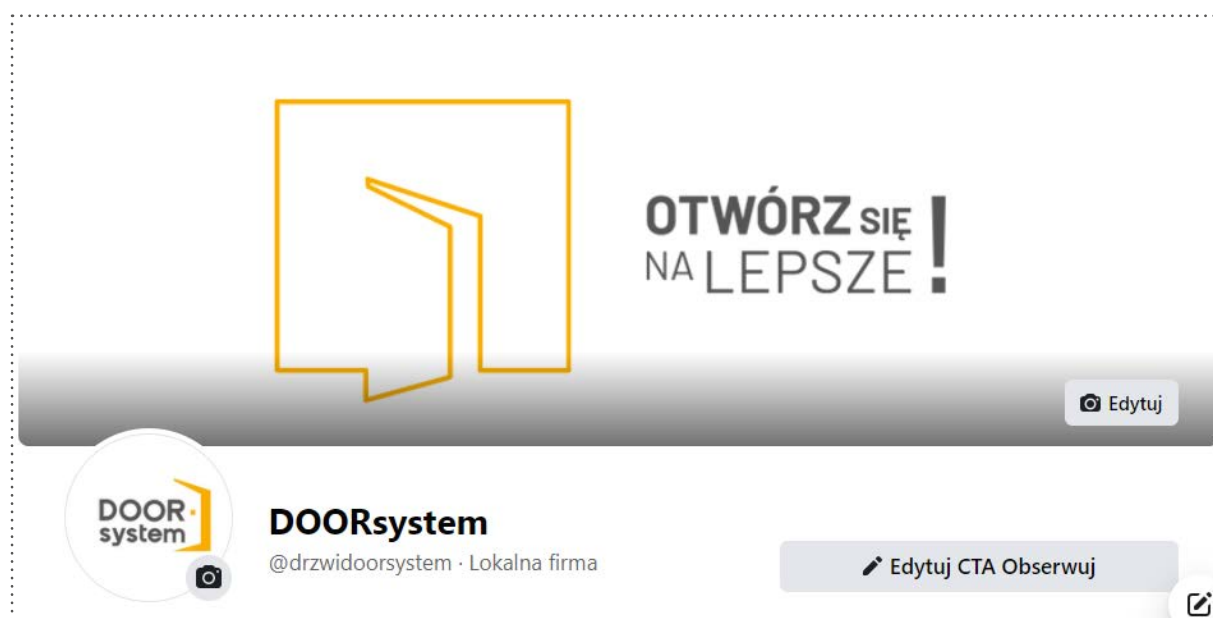 OTWÓRZ SIĘ
NA LEPSZE!
Edytuj
DOOR
system
DOORsystem
@drzwidoorsystem · Lokalna firma
Edytuj CTA Obserwuj